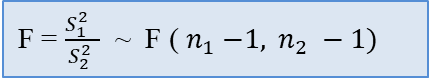 F = S₁²/S₂² ~ F ( n₁ −1, n₂ − 1)